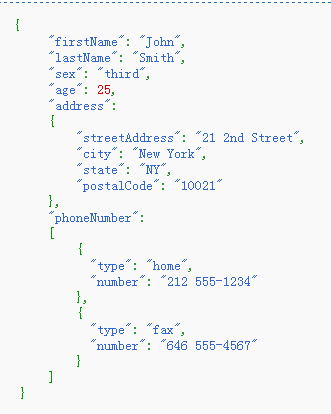 {
"firstName": "John",
"lastName": "Smith",
"sex": "third",
"age": 25,
"address":
{
"streetAddress": "21 2nd Street",
"city": "New York",
"state": "NY",
"postalCode": "10021"
},
"phoneNumber":
[
{
"type": "home",
"number": "212 555-1234"
},
{
"type": "fax",
"number": "646 555-4567"
}
]
}